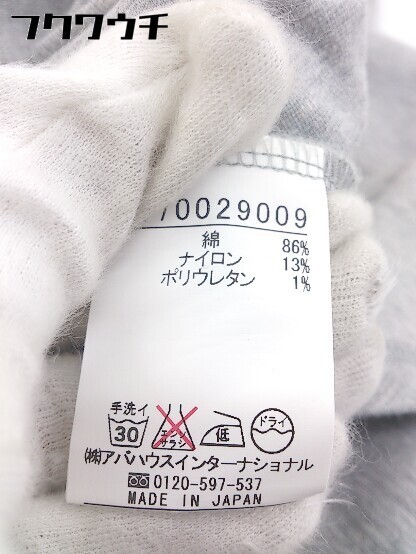 フクウウチ
70029009
綿 86%
ナイロン 13%
ポリウレタン 1%
手洗イ 30 エンソサラシ 低 ドライ
㈱アバハウスインターナショナル
0120-597-537
MADE IN JAPAN